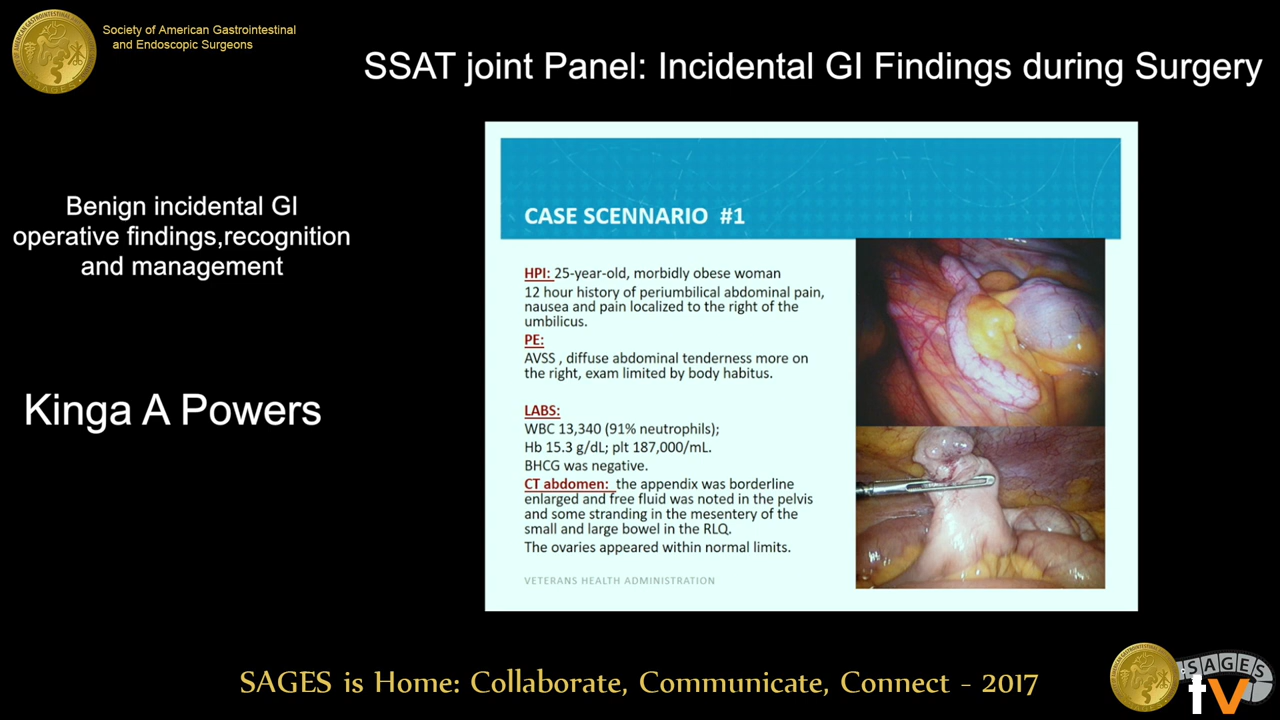 Society of American Gastrointestinal
and Endoscopic Surgeons
SSAT joint Panel: Incidental GI Findings during Surgery
Benign incidental GI
operative findings,recognition
and management
Kinga A Powers
CASE SCENNARIO #1
HPI: 25-year-old, morbidly obese woman
12 hour history of periumbilical abdominal pain,
nausea and pain localized to the right of the
umbilicus.
PE:
AVSS , diffuse abdominal tenderness more on
the right, exam limited by body habitus.
LABS:
WBC 13,340 (91% neutrophils);
Hb 15.3 g/dL; plt 187,000/mL.
BHCG was negative.
CT abdomen: the appendix was borderline
enlarged and free fluid was noted in the pelvis
and some stranding in the mesentery of the
small and large bowel in the RLQ.
The ovaries appeared within normal limits.
VETERANS HEALTH ADMINISTRATION
SAGES is Home: Collaborate, Communicate, Connect - 2017
SAGES
tv